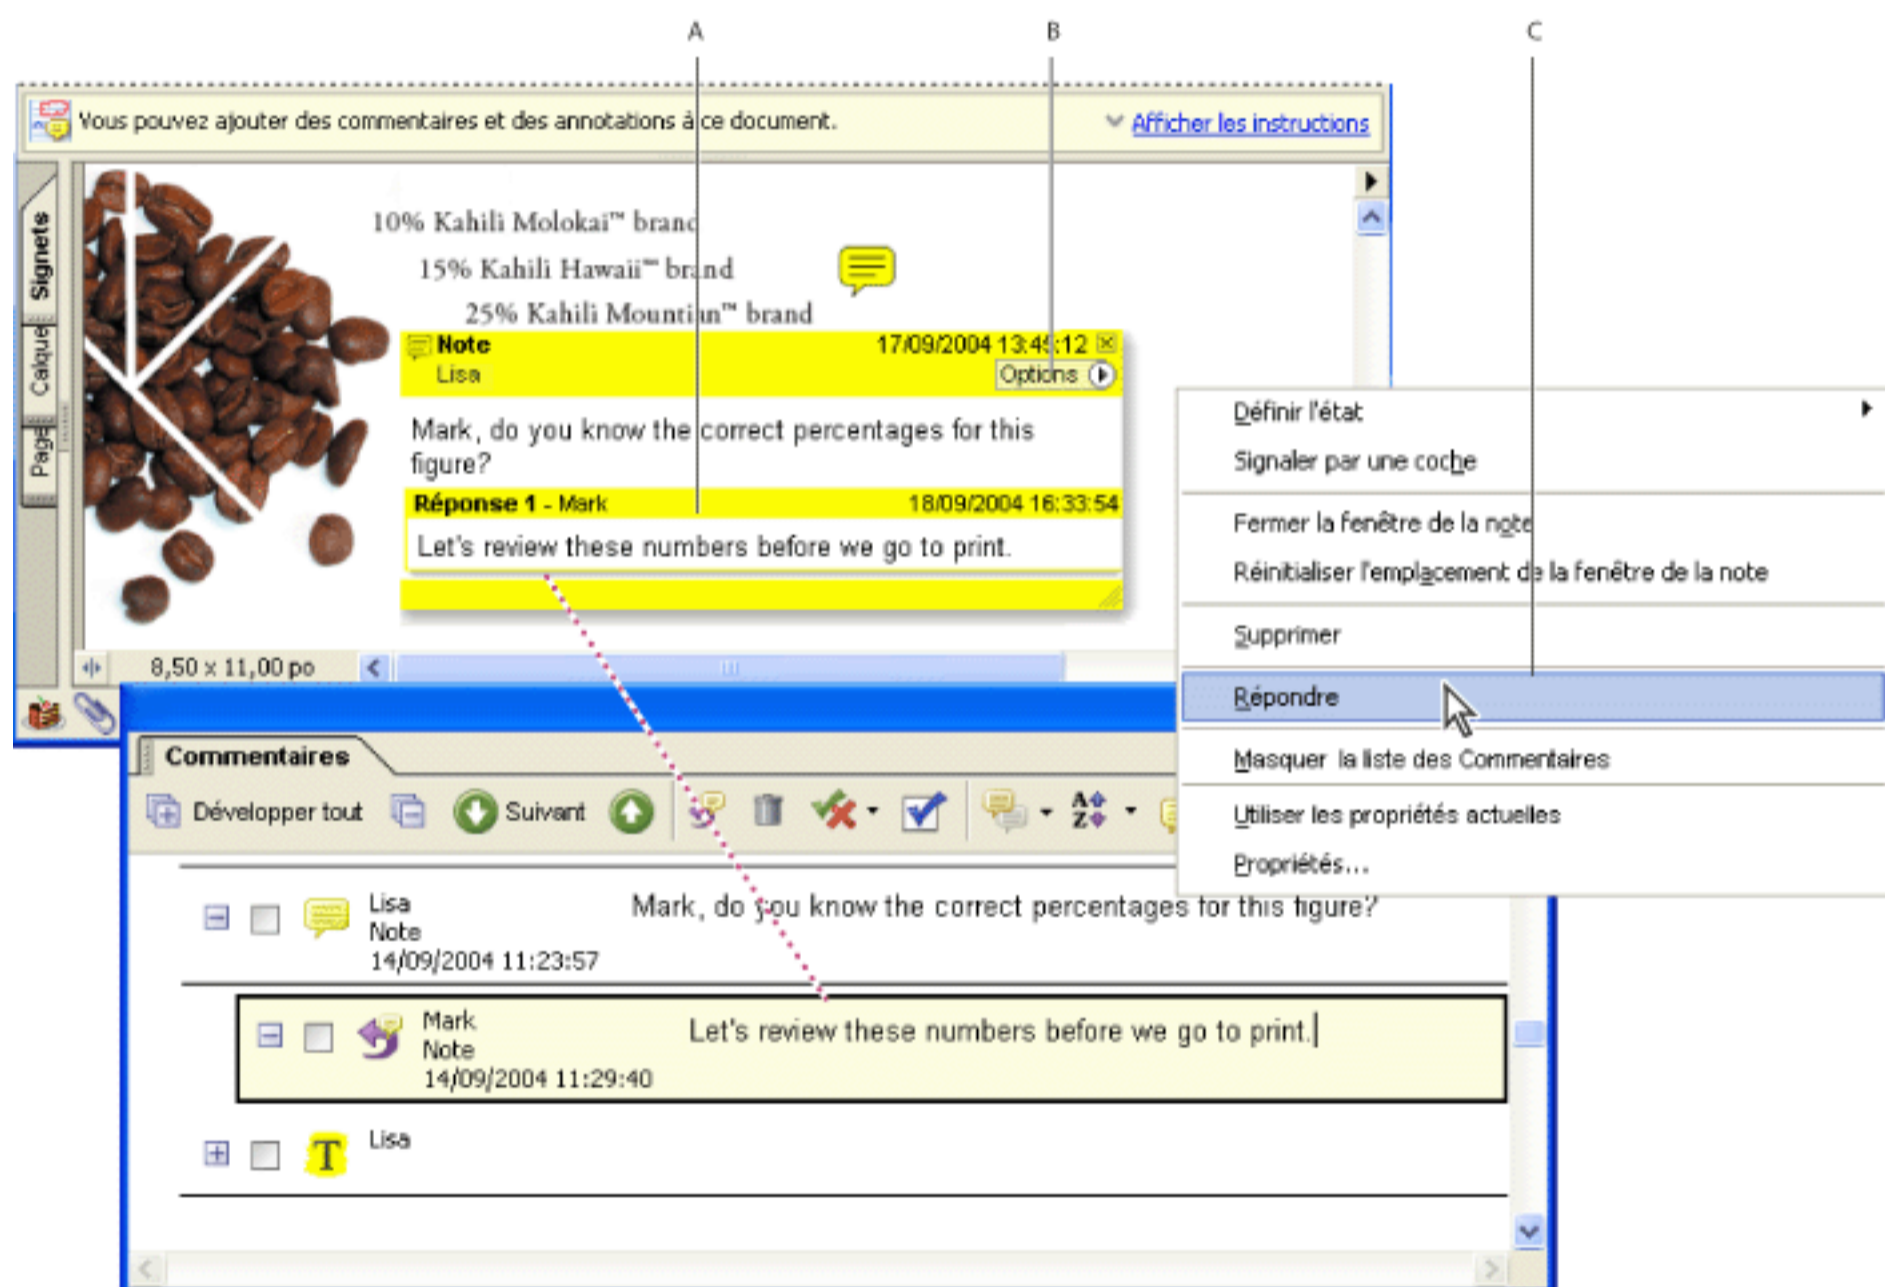 A
B
C
Vous pouvez ajouter des commentaires et des annotations à ce document.
Afficher les instructions
Signets
Calque
Page
10% Kahili Molokai™ brand
15% Kahili Hawaii™ brand
25% Kahili Mountian™ brand
Note
17/09/2004 13:45:12
Lisa
Options
Mark, do you know the correct percentages for this
figure?
Réponse 1 - Mark
18/09/2004 16:33:54
Let's review these numbers before we go to print.
8,50 x 11,00 po
Définir l'état
Signaler par une coche
Fermer la fenêtre de la note
Réinitialiser l'emplacement de la fenêtre de la note
Supprimer
Répondre
Masquer la liste des Commentaires
Utiliser les propriétés actuelles
Propriétés...
Commentaires
Développer tout
Suivant
A
Z
Lisa
Note
14/09/2004 11:23:57
Mark, do you know the correct percentages for this figure?
Mark
Note
14/09/2004 11:29:40
Let's review these numbers before we go to print.
T
Lisa